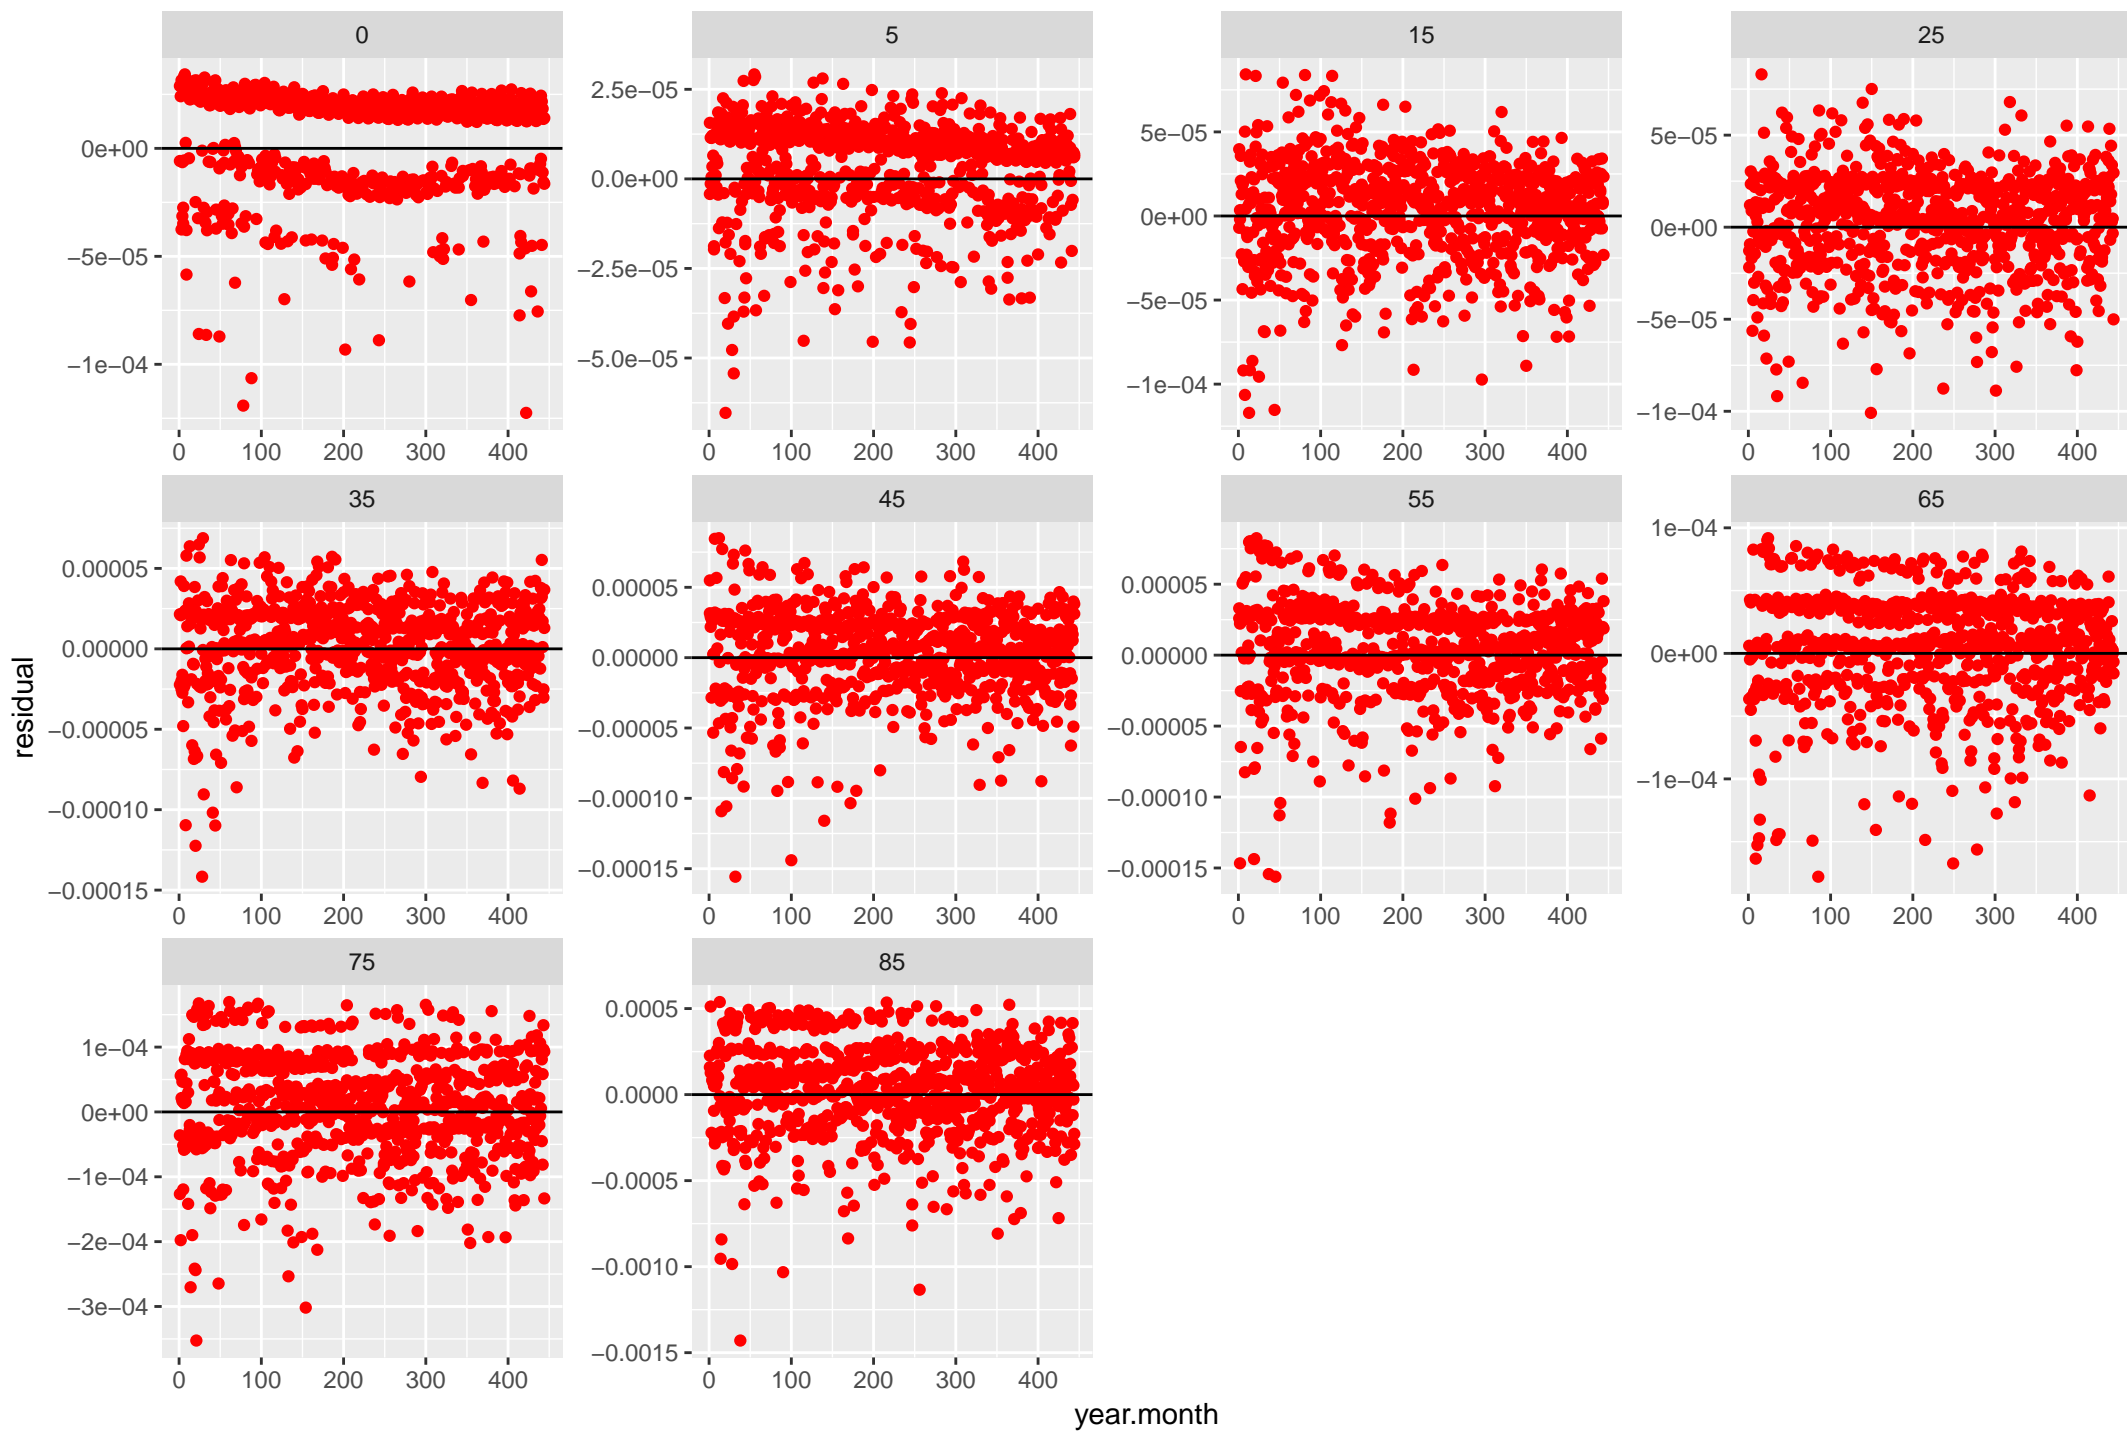 0 5 15 25
0e+00
−5e−05
−1e−04
2.5e−05
0.0e+00
−2.5e−05
−5.0e−05
5e−05
0e+00
−5e−05
−1e−04
5e−05
0e+00
−5e−05
−1e−04
0 100 200 300 400 0 100 200 300 400 0 100 200 300 400 0 100 200 300 400
35 45 55 65
0.00005
0.00000
−0.00005
−0.00010
−0.00015
0.00005
0.00000
−0.00005
−0.00010
−0.00015
0.00005
0.00000
−0.00005
−0.00010
−0.00015
1e−04
0e+00
−1e−04
0 100 200 300 400 0 100 200 300 400 0 100 200 300 400 0 100 200 300 400
75 85
1e−04
0e+00
−1e−04
−2e−04
−3e−04
0.0005
0.0000
−0.0005
−0.0010
−0.0015
0 100 200 300 400 0 100 200 300 400
residual
year.month